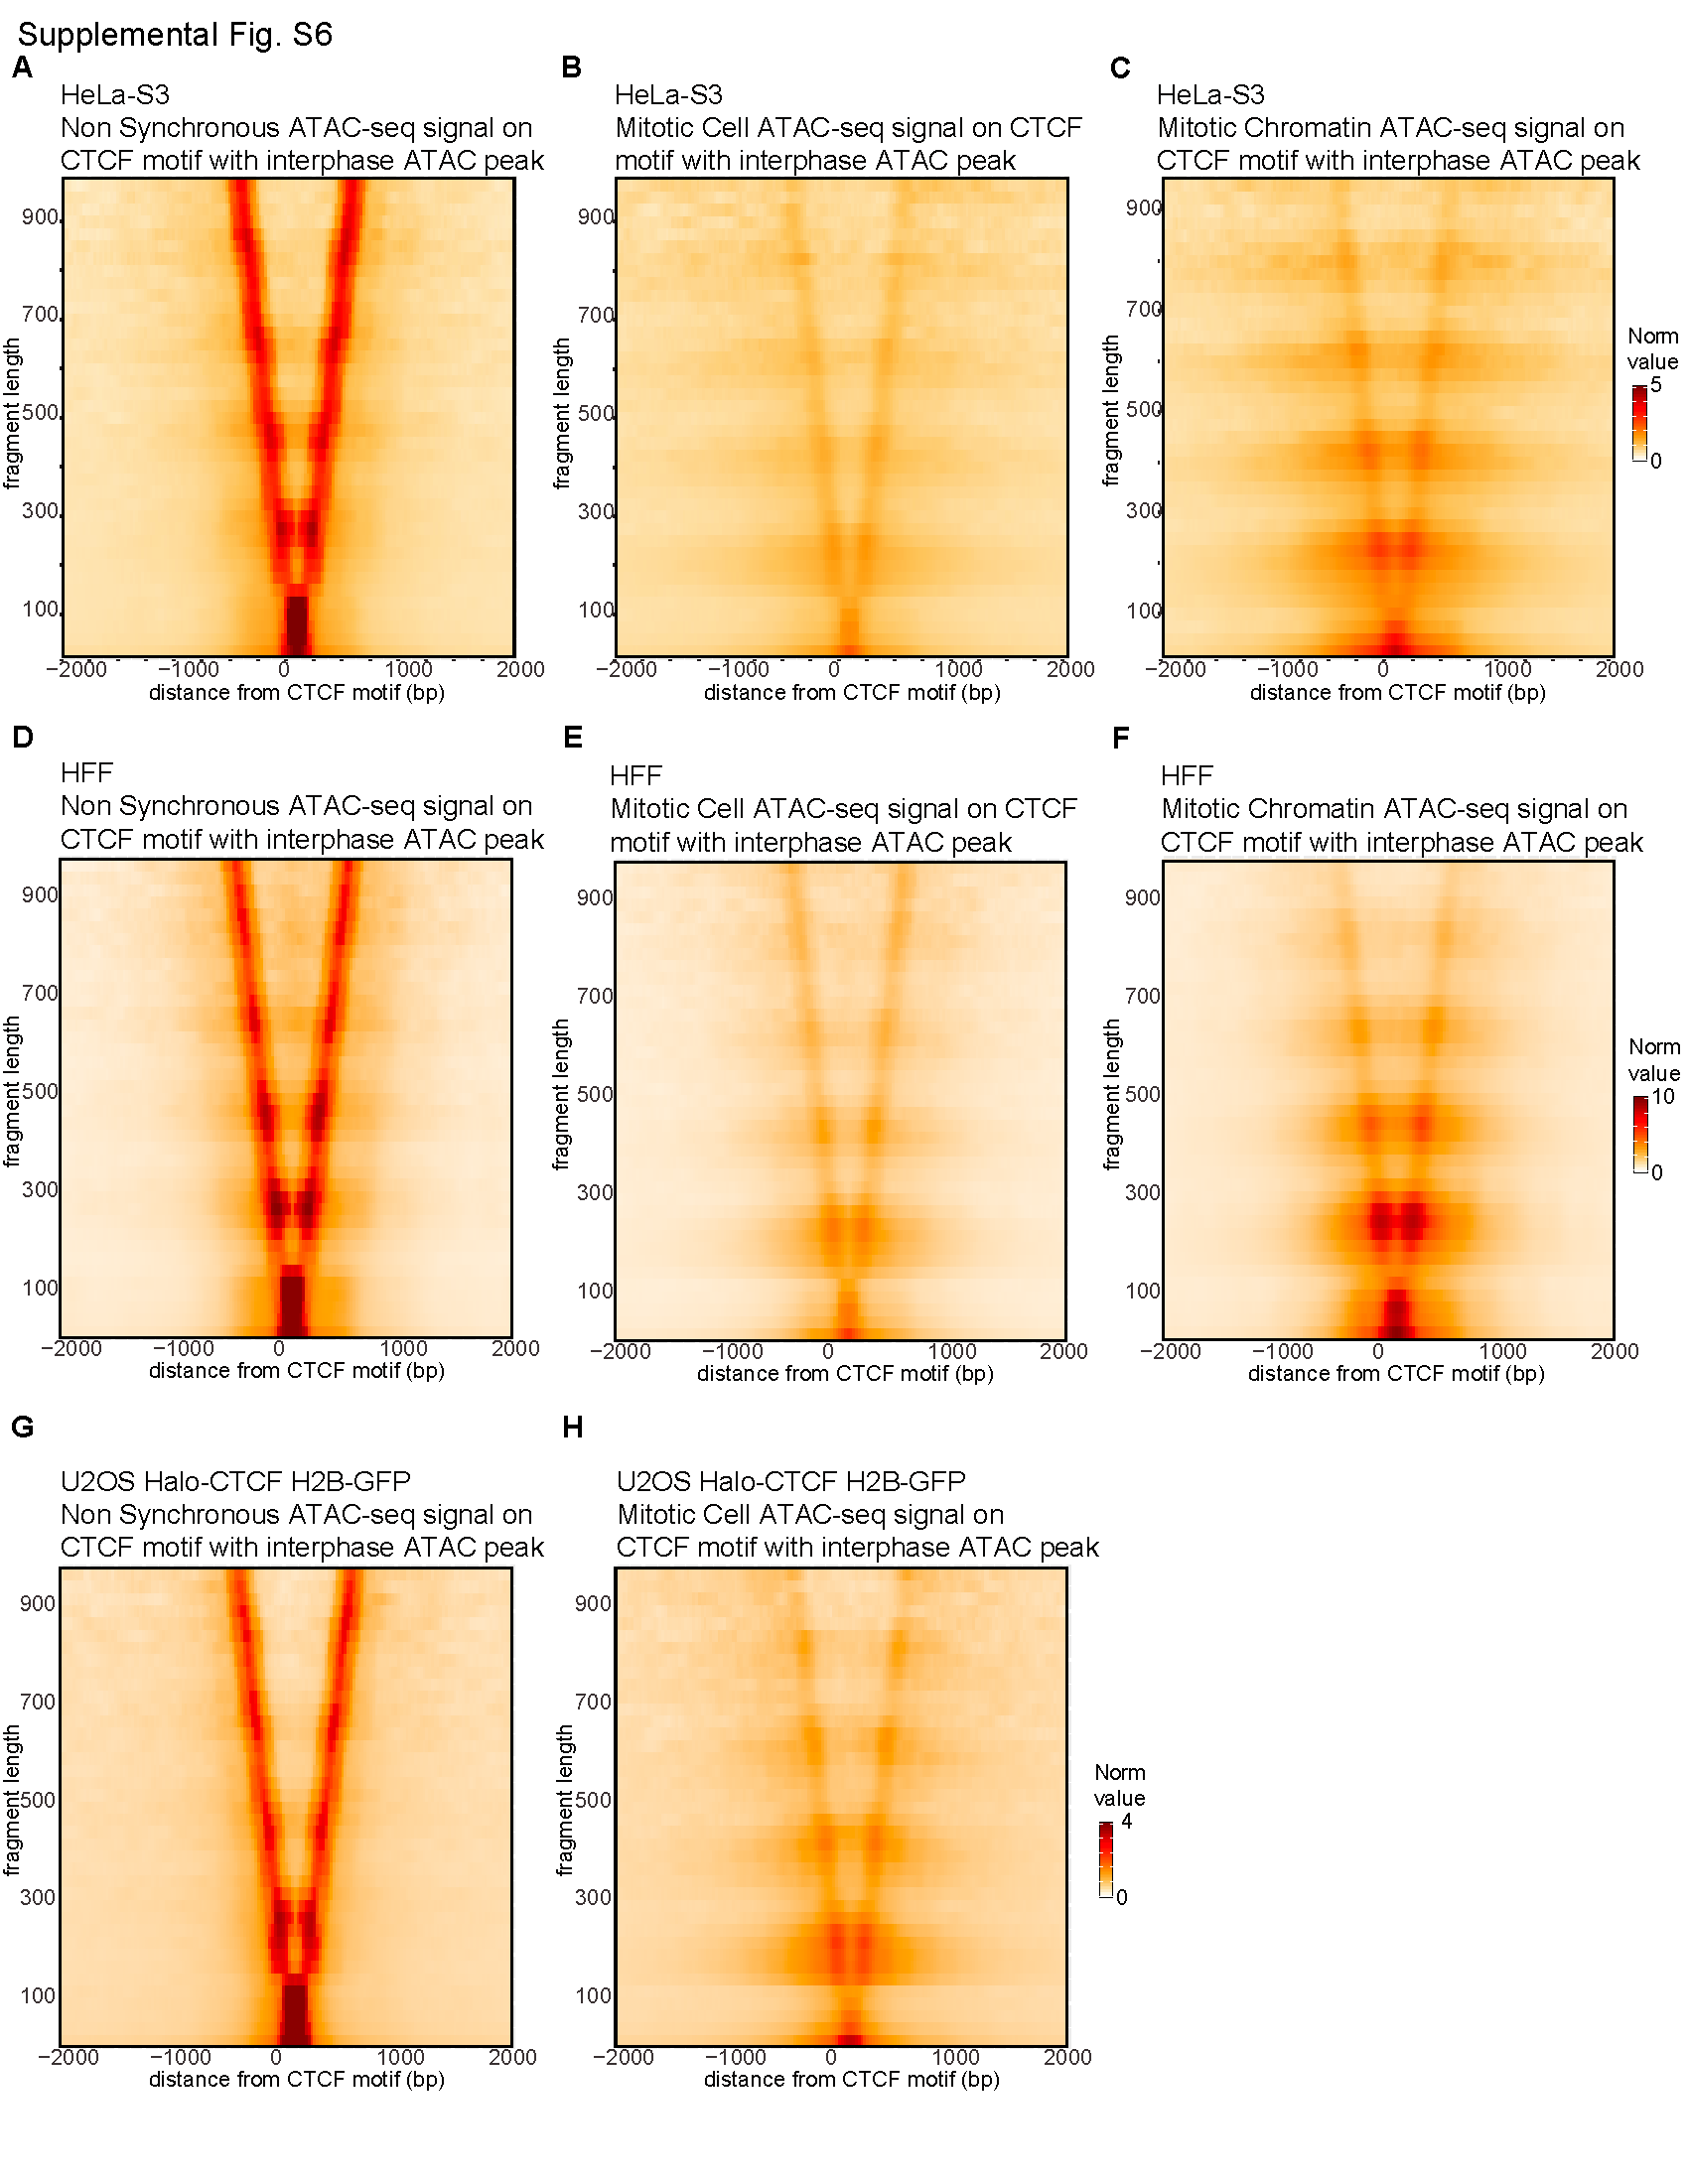 Supplemental Fig. S6
A
HeLa-S3
Non Synchronous ATAC-seq signal on
CTCF motif with interphase ATAC peak
fragment length
900
700
500
300
100
−2000 −1000 0 1000 2000
distance from CTCF motif (bp)
B
HeLa-S3
Mitotic Cell ATAC-seq signal on CTCF
motif with interphase ATAC peak
fragment length
900
700
500
300
100
−2000 −1000 0 1000 2000
distance from CTCF motif (bp)
C
HeLa-S3
Mitotic Chromatin ATAC-seq signal on
CTCF motif with interphase ATAC peak
fragment length
900
700
500
300
100
−2000 −1000 0 1000 2000
distance from CTCF motif (bp)
Norm
value
5
0
D
HFF
Non Synchronous ATAC-seq signal on
CTCF motif with interphase ATAC peak
fragment length
900
700
500
300
100
−2000 −1000 0 1000 2000
distance from CTCF motif (bp)
E
HFF
Mitotic Cell ATAC-seq signal on CTCF
motif with interphase ATAC peak
fragment length
900
700
500
300
100
−2000 −1000 0 1000 2000
distance from CTCF motif (bp)
F
HFF
Mitotic Chromatin ATAC-seq signal on
CTCF motif with interphase ATAC peak
fragment length
900
700
500
300
100
−2000 −1000 0 1000 2000
distance from CTCF motif (bp)
Norm
value
10
0
G
U2OS Halo-CTCF H2B-GFP
Non Synchronous ATAC-seq signal on
CTCF motif with interphase ATAC peak
fragment length
900
700
500
300
100
−2000 −1000 0 1000 2000
distance from CTCF motif (bp)
H
U2OS Halo-CTCF H2B-GFP
Mitotic Cell ATAC-seq signal on
CTCF motif with interphase ATAC peak
fragment length
900
700
500
300
100
−2000 −1000 0 1000 2000
distance from CTCF motif (bp)
Norm
value
4
0